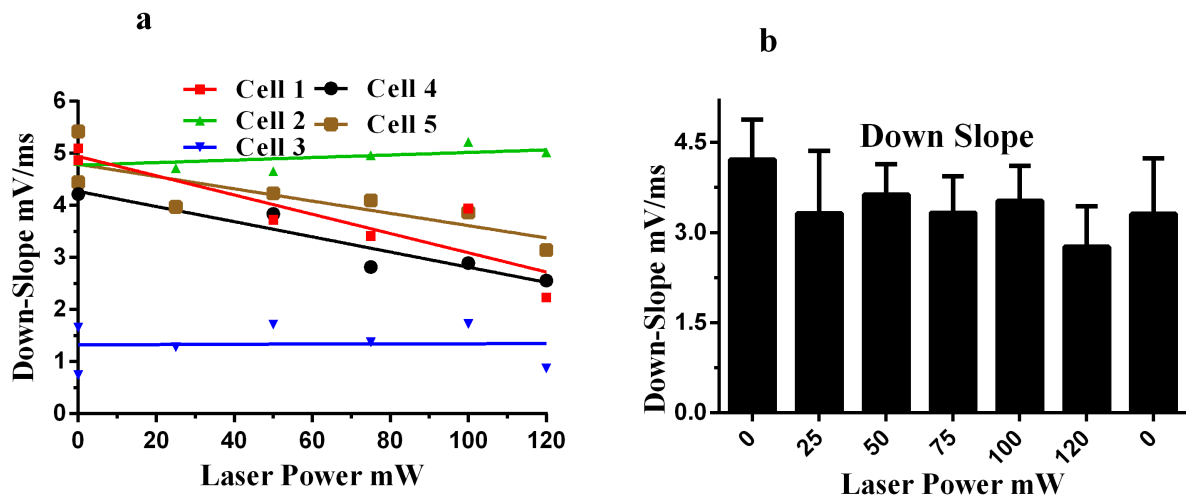 a
Cell 1
Cell 4
Cell 2
Cell 5
Cell 3
Down-Slope mV/ms
6
5
4
3
2
1
0
0 20 40 60 80 100 120
Laser Power mW
b
Down Slope
Down-Slope mV/ms
4.5
3.0
1.5
0.0
0 25 50 75 100 120 0
Laser Power mW